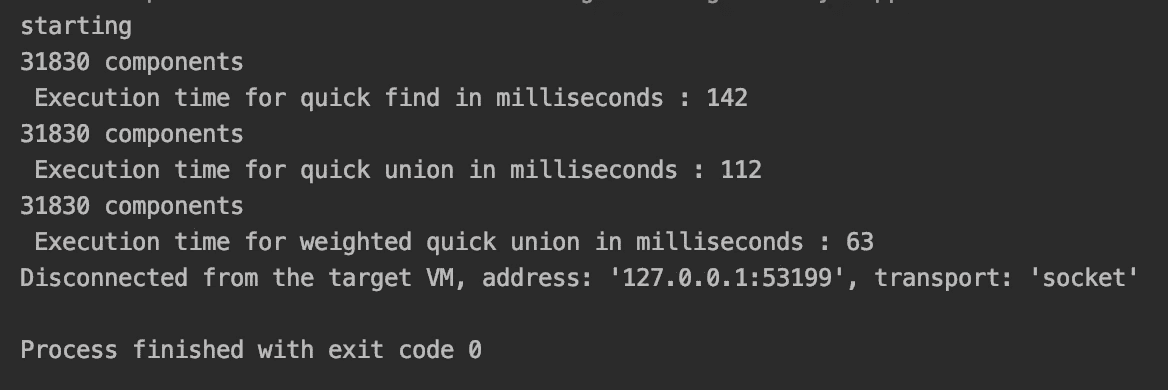 starting
31830 components
 Execution time for quick find in milliseconds : 142
31830 components
 Execution time for quick union in milliseconds : 112
31830 components
 Execution time for weighted quick union in milliseconds : 63
Disconnected from the target VM, address: '127.0.0.1:53199', transport: 'socket'
Process finished with exit code 0